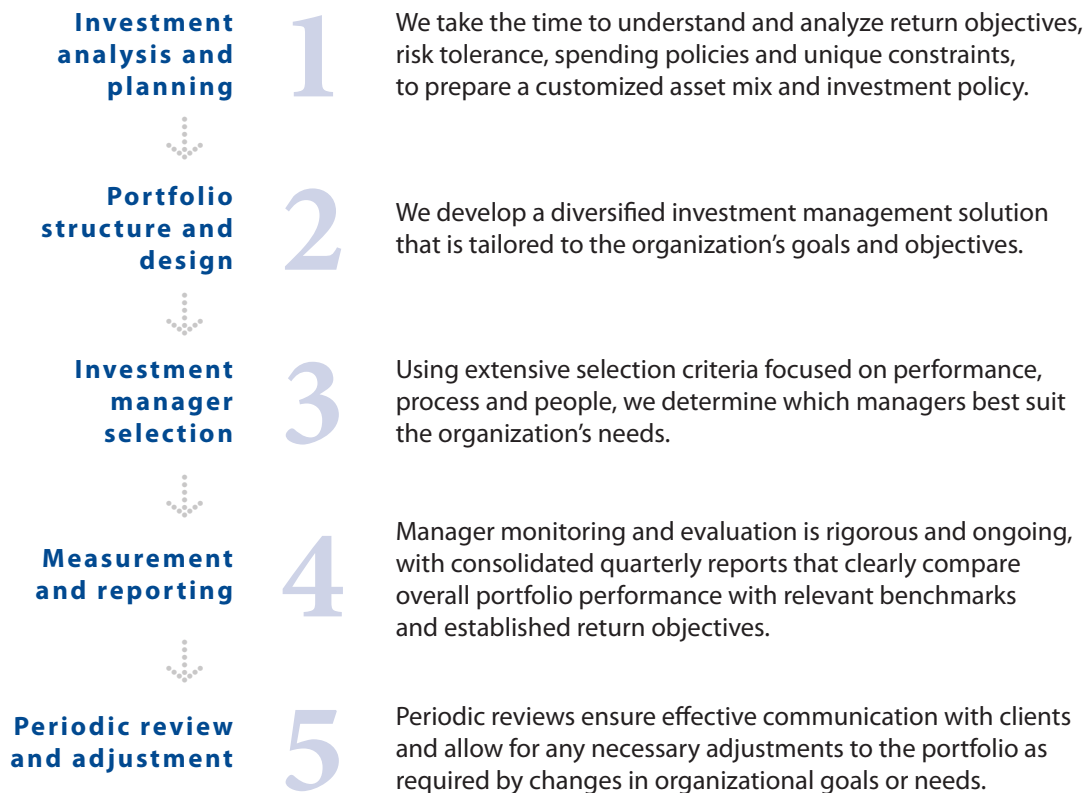 Investment
analysis and
planning
1
We take the time to understand and analyze return objectives,
risk tolerance, spending policies and unique constraints,
to prepare a customized asset mix and investment policy.
Portfolio
structure and
design
2
We develop a diversified investment management solution
that is tailored to the organization’s goals and objectives.
Investment
manager
selection
3
Using extensive selection criteria focused on performance,
process and people, we determine which managers best suit
the organization’s needs.
Measurement
and reporting
4
Manager monitoring and evaluation is rigorous and ongoing,
with consolidated quarterly reports that clearly compare
overall portfolio performance with relevant benchmarks
and established return objectives.
Periodic review
and adjustment
5
Periodic reviews ensure effective communication with clients
and allow for any necessary adjustments to the portfolio as
required by changes in organizational goals or needs.